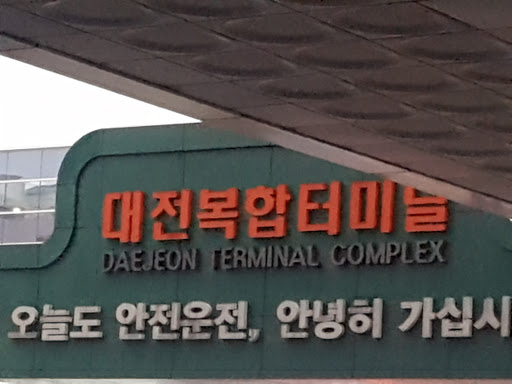 대전복합터미널
DAEJEON TERMINAL COMPLEX
오늘도 안전운전, 안녕히 가십시